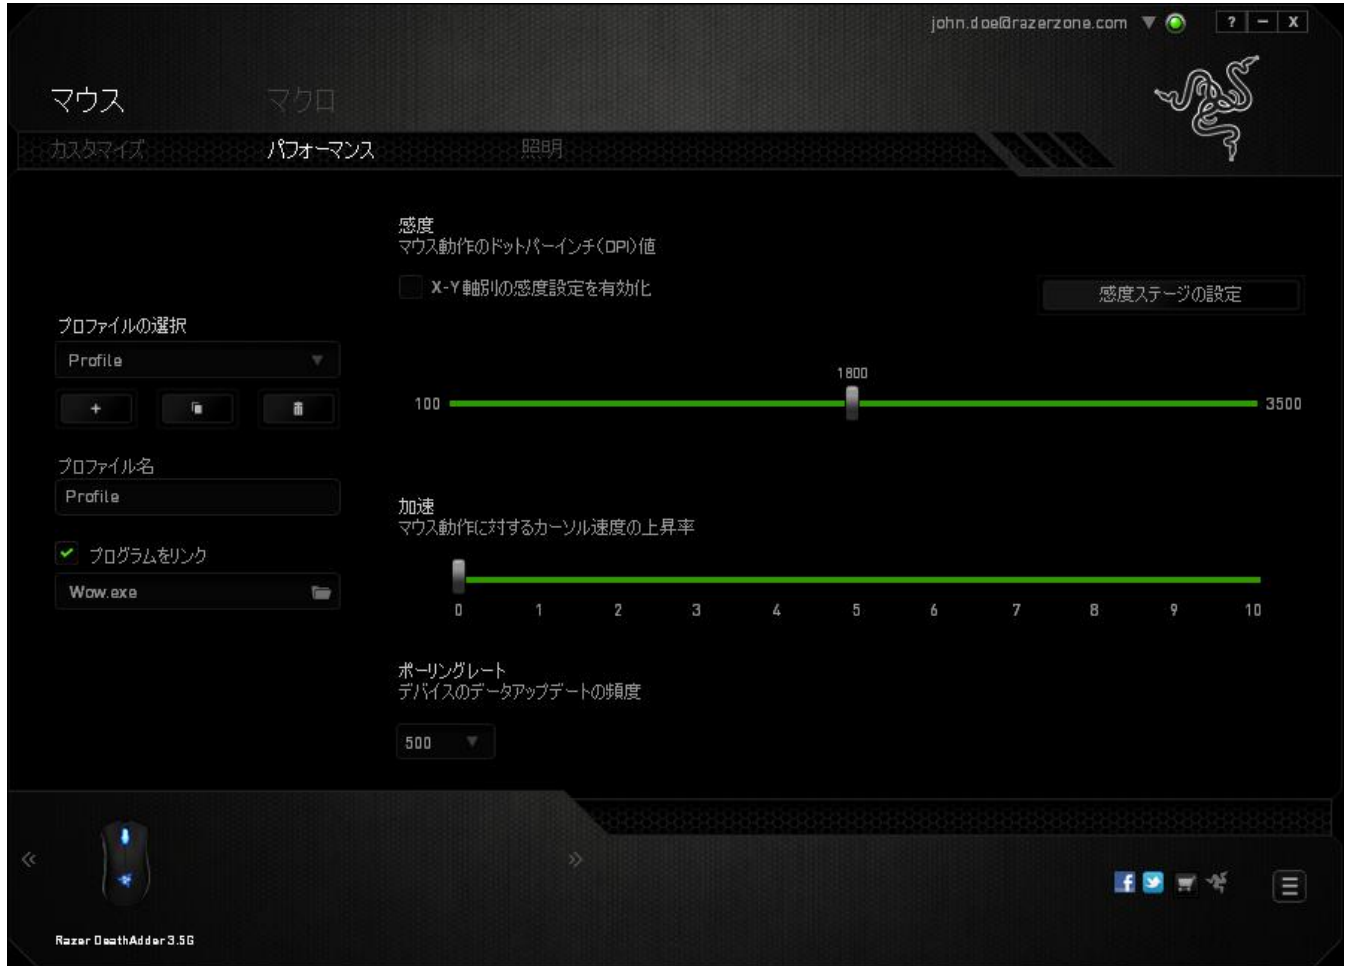 john.doe@razerzone.com
? – X
マウス
マクロ
カスタマイズ
パフォーマンス
照明
感度
マウス動作のドットパーインチ(DPI)値
X-Y軸別の感度設定を有効化
感度ステージの設定
プロファイルの選択
Profile
1800
100
3500
プロファイル名
Profile
加速
マウス動作に対するカーソル速度の上昇率
プログラムをリンク
Wow.exe
0 1 2 3 4 5 6 7 8 9 10
ポーリングレート
デバイスのデータアップデートの頻度
500
Razer DeathAdder 3.5G